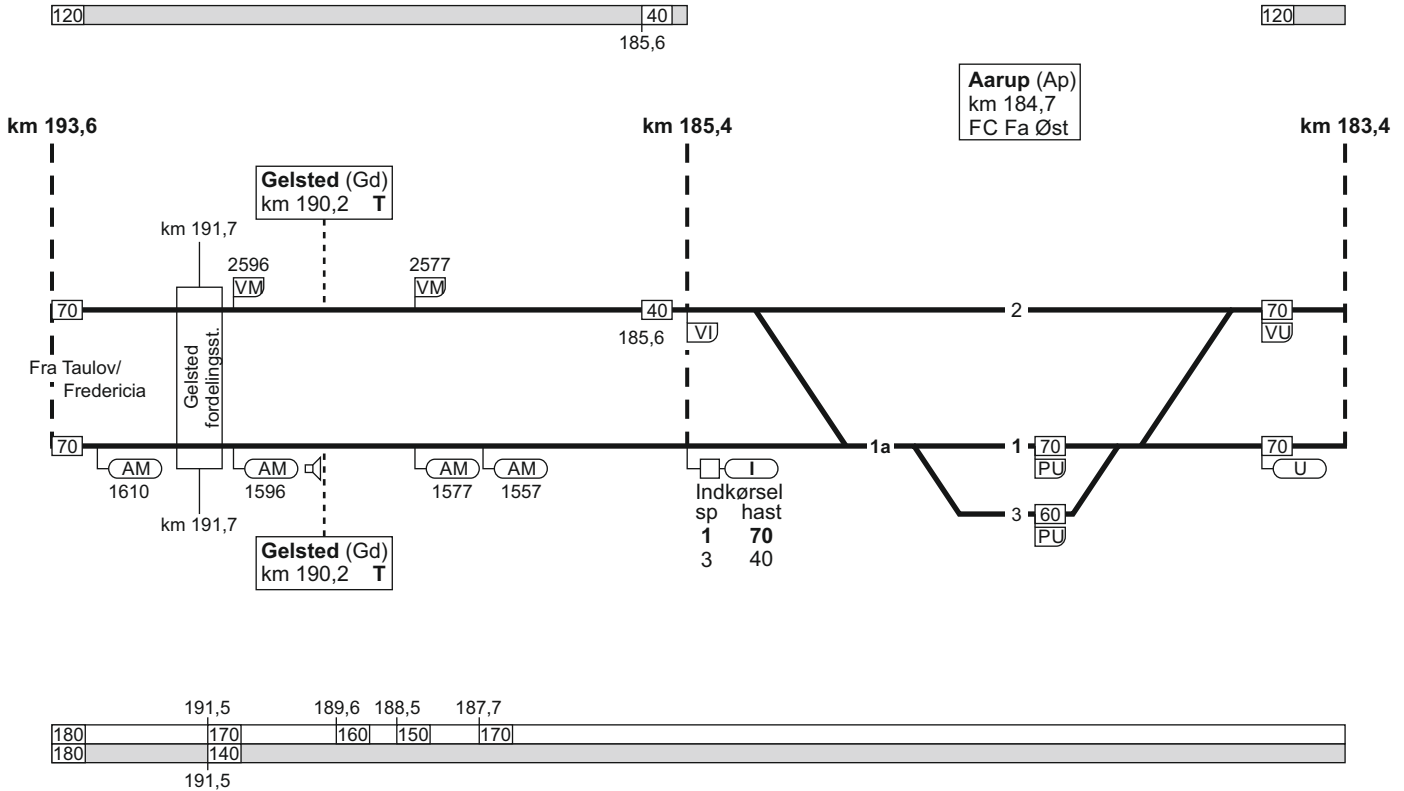 120
40
120
185,6
Aarup (Ap)
km 184,7
FC Fa Øst
km 193,6
km 185,4
km 183,4
Gelsted (Gd)
km 190,2 T
km 191,7
2596
2577
VM
VM
70
40
2
70
185,6
VI
VU
Gelsted
fordelingsst.
Fra Taulov/
Fredericia
70
1a
1
70
70
AM
AM
AM
AM
I
PU
U
1610
1596
1577
1557
Indkørsel
sp hast
1 70
3 40
3
60
PU
km 191,7
Gelsted (Gd)
km 190,2 T
191,5
189,6
188,5
187,7
180
170
160
150
170
180
140
191,5